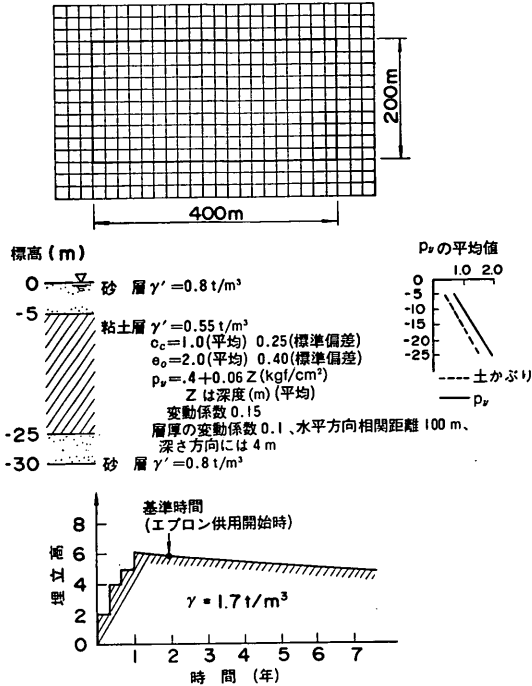 200m
400m
標高(m)
0
砂 層 γ'=0.8 t/m³
-5
粘土層 γ'=0.55 t/m³
cc=1.0(平均) 0.25(標準偏差)
e₀=2.0(平均) 0.40(標準偏差)
py=.4+0.06 Z (kgf/cm²)
Z は深度(m)(平均)
変動係数 0.15
層厚の変動係数 0.1、水平方向相関距離 100 m、
深さ方向には 4 m
-25
-30
砂 層 γ'=0.8 t/m³
pyの平均値
1.0 2.0
0
-5
-10
-15
-20
-25
土かぶり
py
基準時間
(エプロン供用開始時)
埋立高
8
6
4
2
0
γ=1.7 t/m³
1 2 3 4 5 6 7
時 間 (年)